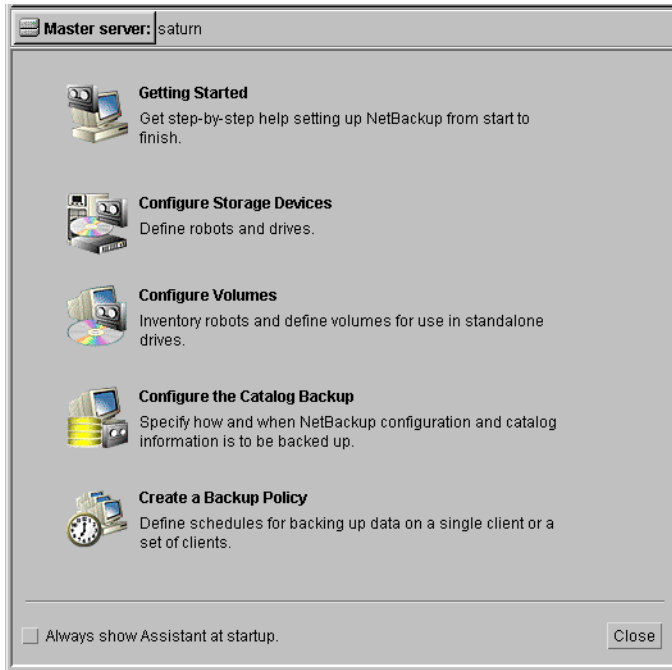 Master server: saturn
Getting Started
Get step-by-step help setting up NetBackup from start to
finish.
Configure Storage Devices
Define robots and drives.
Configure Volumes
Inventory robots and define volumes for use in standalone
drives.
Configure the Catalog Backup
Specify how and when NetBackup configuration and catalog
information is to be backed up.
Create a Backup Policy
Define schedules for backing up data on a single client or a
set of clients.
Always show Assistant at startup.
Close